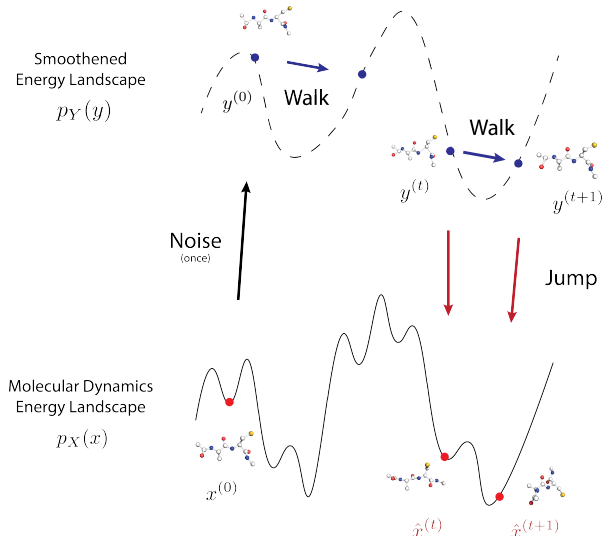 Smoothened
Energy Landscape
p_Y(y)
y^{(0)}
Walk
Walk
y^{(t)}
y^{(t+1)}
Noise
(once)
Jump
Molecular Dynamics
Energy Landscape
p_X(x)
x^{(0)}
x̂^{(t)}
x̂^{(t+1)}